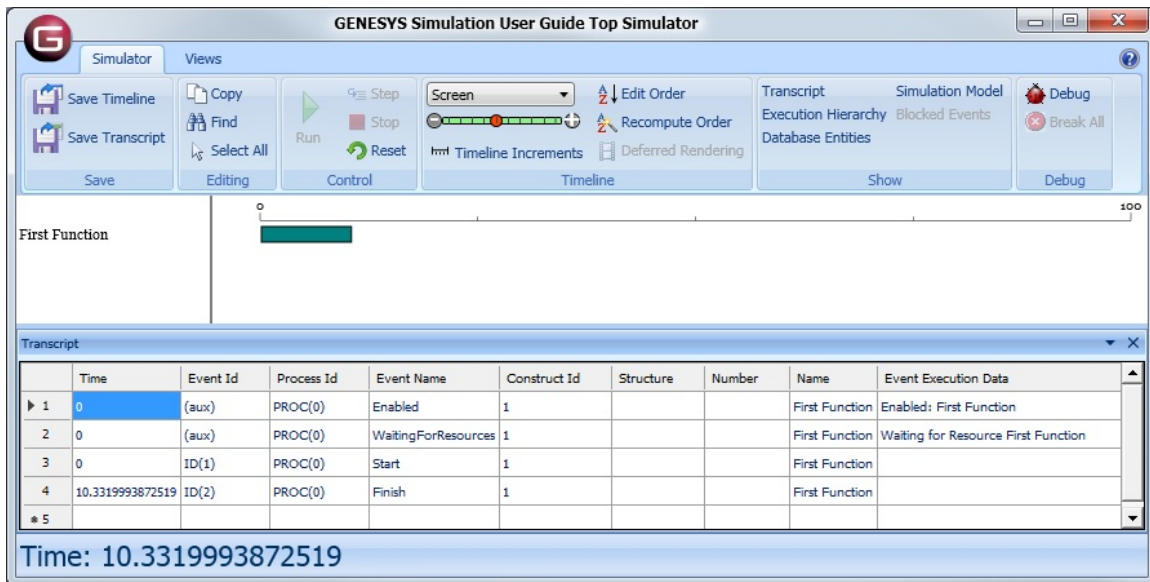 GENESYS Simulation User Guide Top Simulator
G
Simulator Views
Save Timeline Copy Step Screen Edit Order Transcript Simulation Model Debug
Save Transcript Find Run Stop Recompute Order Execution Hierarchy Blocked Events Break All
Select All Reset Timeline Increments Deferred Rendering Database Entities
Save Editing Control Timeline Show Debug
0 100
First Function
Transcript
Time Event Id Process Id Event Name Construct Id Structure Number Name Event Execution Data
1 0 (aux) PROC(0) Enabled 1 First Function Enabled: First Function
2 0 (aux) PROC(0) WaitingForResources 1 First Function Waiting for Resource First Function
3 0 ID(1) PROC(0) Start 1 First Function
4 10.3319993872519 ID(2) PROC(0) Finish 1 First Function
* 5
Time: 10.3319993872519